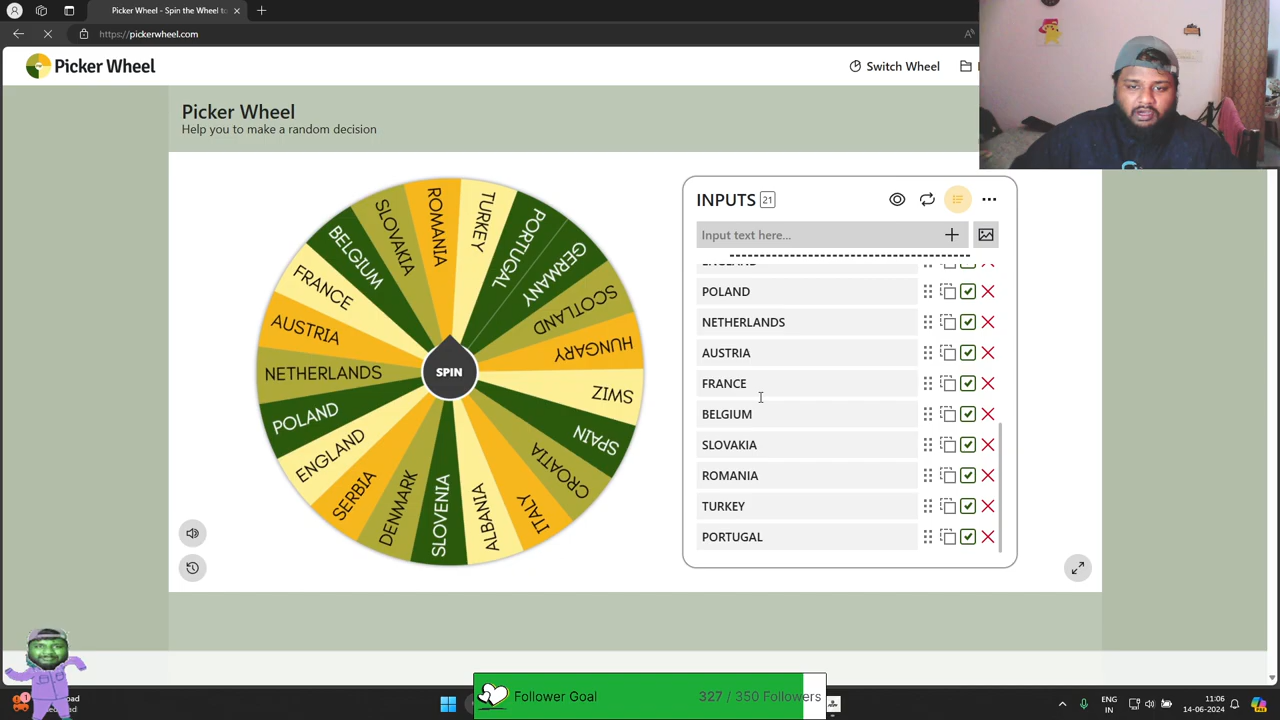 Picker Wheel - Spin the Wheel to
https://pickerwheel.com
Picker Wheel
Switch Wheel
Picker Wheel
Help you to make a random decision
INPUTS 21
Input text here...
ENGLAND
POLAND
NETHERLANDS
AUSTRIA
FRANCE
BELGIUM
SLOVAKIA
ROMANIA
TURKEY
PORTUGAL
ROMANIA
TURKEY
PORTUGAL
GERMANY
SCOTLAND
HUNGARY
SWIZ
SPAIN
CROATIA
ITALY
ALBANIA
SLOVENIA
DENMARK
SERBIA
ENGLAND
POLAND
NETHERLANDS
AUSTRIA
FRANCE
BELGIUM
SLOVAKIA
SPIN
Follower Goal 327 / 350 Followers
ENG
IN
11:06
14-06-2024